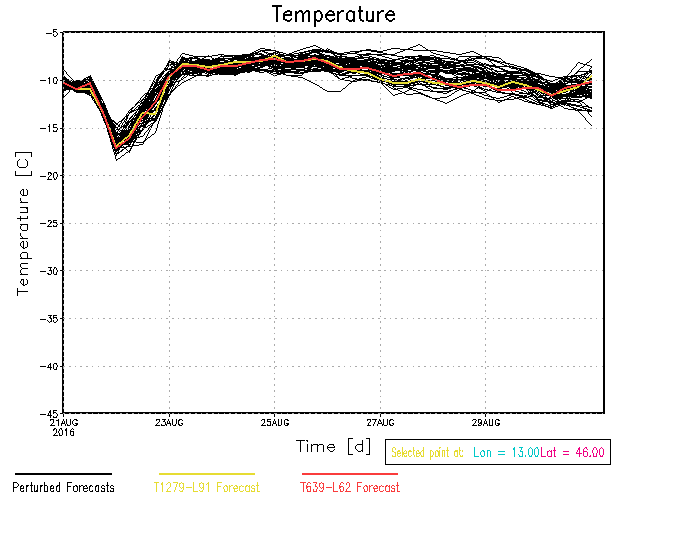 Temperature
-5
-10
-15
-20
-25
-30
-35
-40
-45
Temperature [C]
21AUG 23AUG 25AUG 27AUG 29AUG
2016
Time [d]
Selected point at: Lon = 13.00Lat = 46.00
Perturbed Forecasts T1279-L91 Forecast T639-L62 Forecast